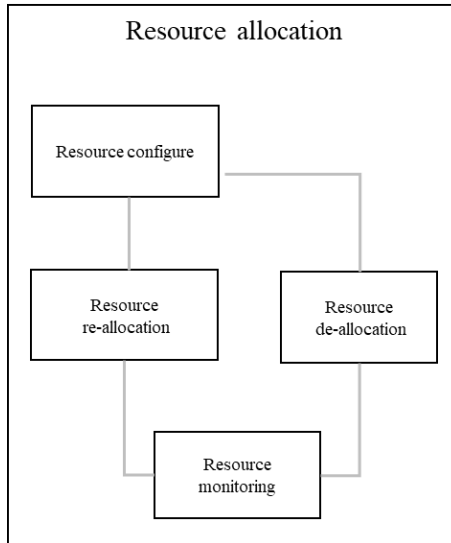 Resource allocation
Resource configure
Resource
re-allocation
Resource
de-allocation
Resource
monitoring